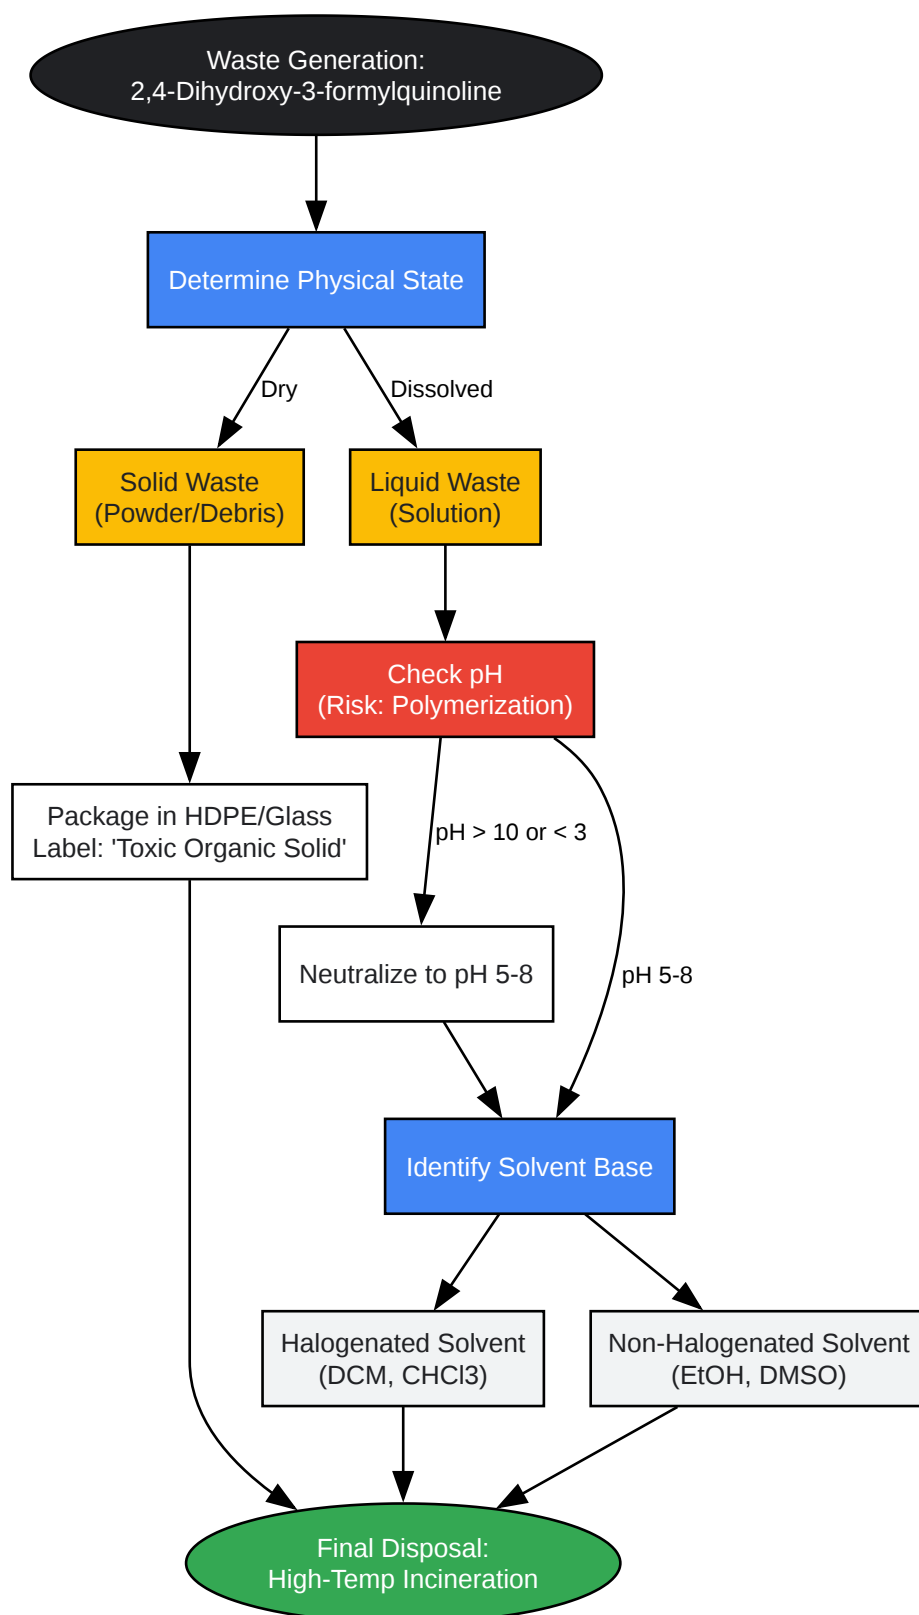 Waste Generation:
2,4-Dihydroxy-3-formylquinoline
Determine Physical State
Dry
Dissolved
Solid Waste
(Powder/Debris)
Liquid Waste
(Solution)
Check pH
(Risk: Polymerization)
Package in HDPE/Glass
Label: 'Toxic Organic Solid'
pH > 10 or < 3
Neutralize to pH 5-8
pH 5-8
Identify Solvent Base
Halogenated Solvent
(DCM, CHCl3)
Non-Halogenated Solvent
(EtOH, DMSO)
Final Disposal:
High-Temp Incineration